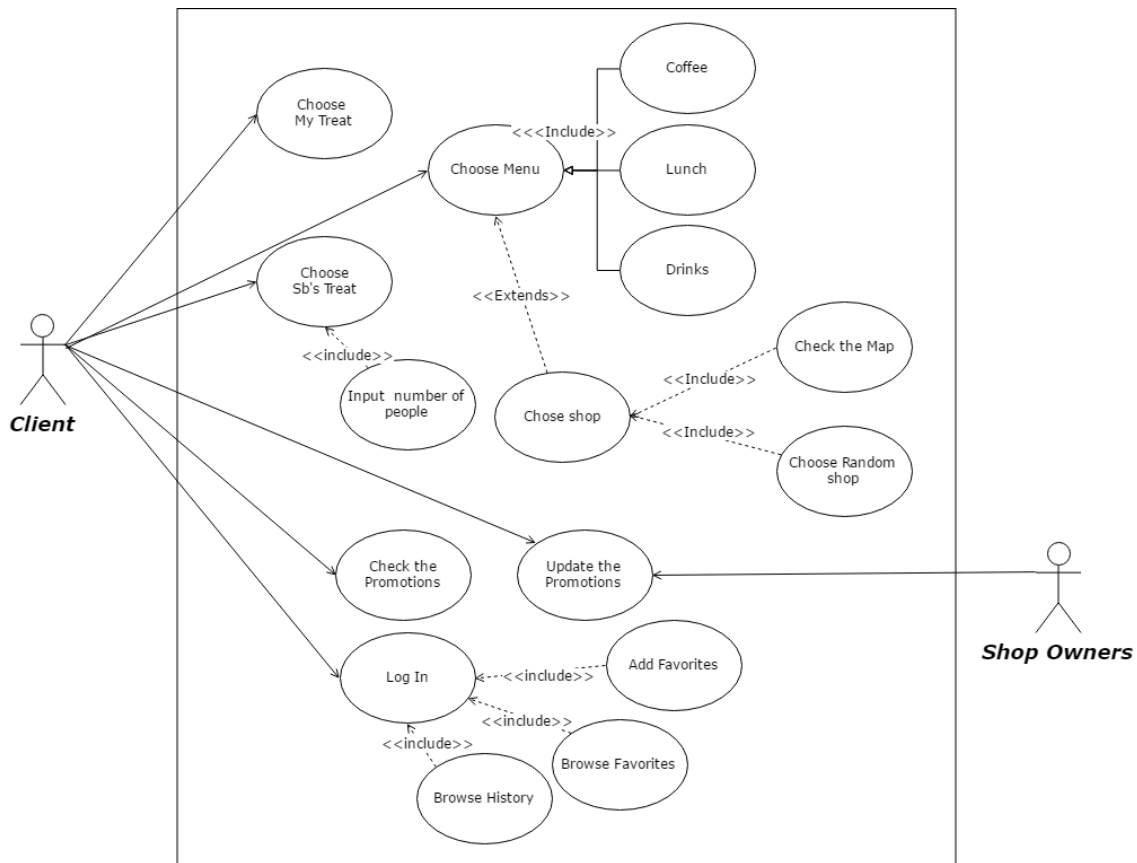 Coffee
Choose
My Treat
<<<Include>>
Choose Menu
Lunch
Choose
Sb's Treat
Drinks
<<Extends>>
<<include>>
Check the Map
<<Include>>
Input number of
people
Chose shop
Client
<<Include>>
Choose Random
shop
Check the
Promotions
Update the
Promotions
Shop Owners
Log In
<<include>>
Add Favorites
<<include>>
<<include>>
Browse Favorites
Browse History